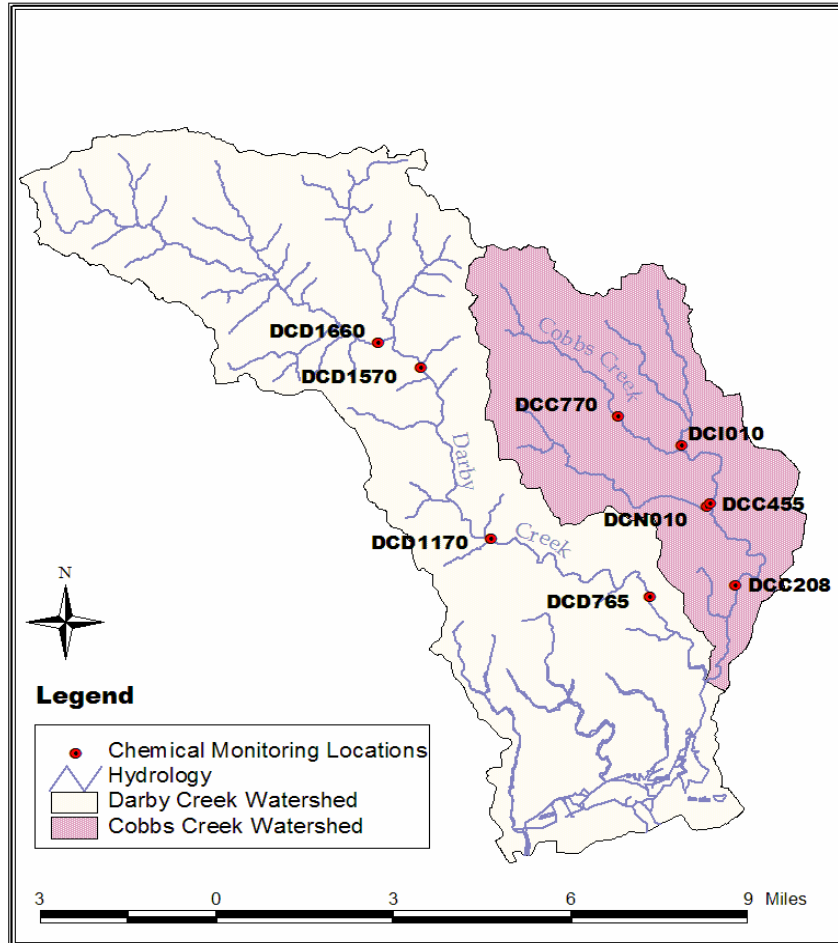 DCD1660
DCD1570
Cobbs Creek
DCC770
DCI010
Darby
DCC455
DCN010
DCD1170
Creek
DCC208
DCD765
N
Legend
Chemical Monitoring Locations
Hydrology
Darby Creek Watershed
Cobbs Creek Watershed
3 0 3 6 9 Miles